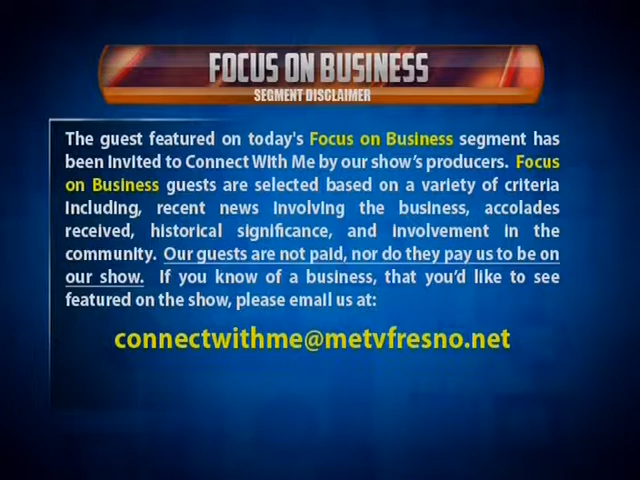 FOCUS ON BUSINESS
SEGMENT DISCLAIMER
The guest featured on today's Focus on Business segment has
been invited to Connect With Me by our show's producers. Focus
on Business guests are selected based on a variety of criteria
including, recent news involving the business, accolades
received, historical significance, and involvement in the
community. Our guests are not paid, nor do they pay us to be on
our show. If you know of a business, that you'd like to see
featured on the show, please email us at:
connectwithme@metvfresno.net